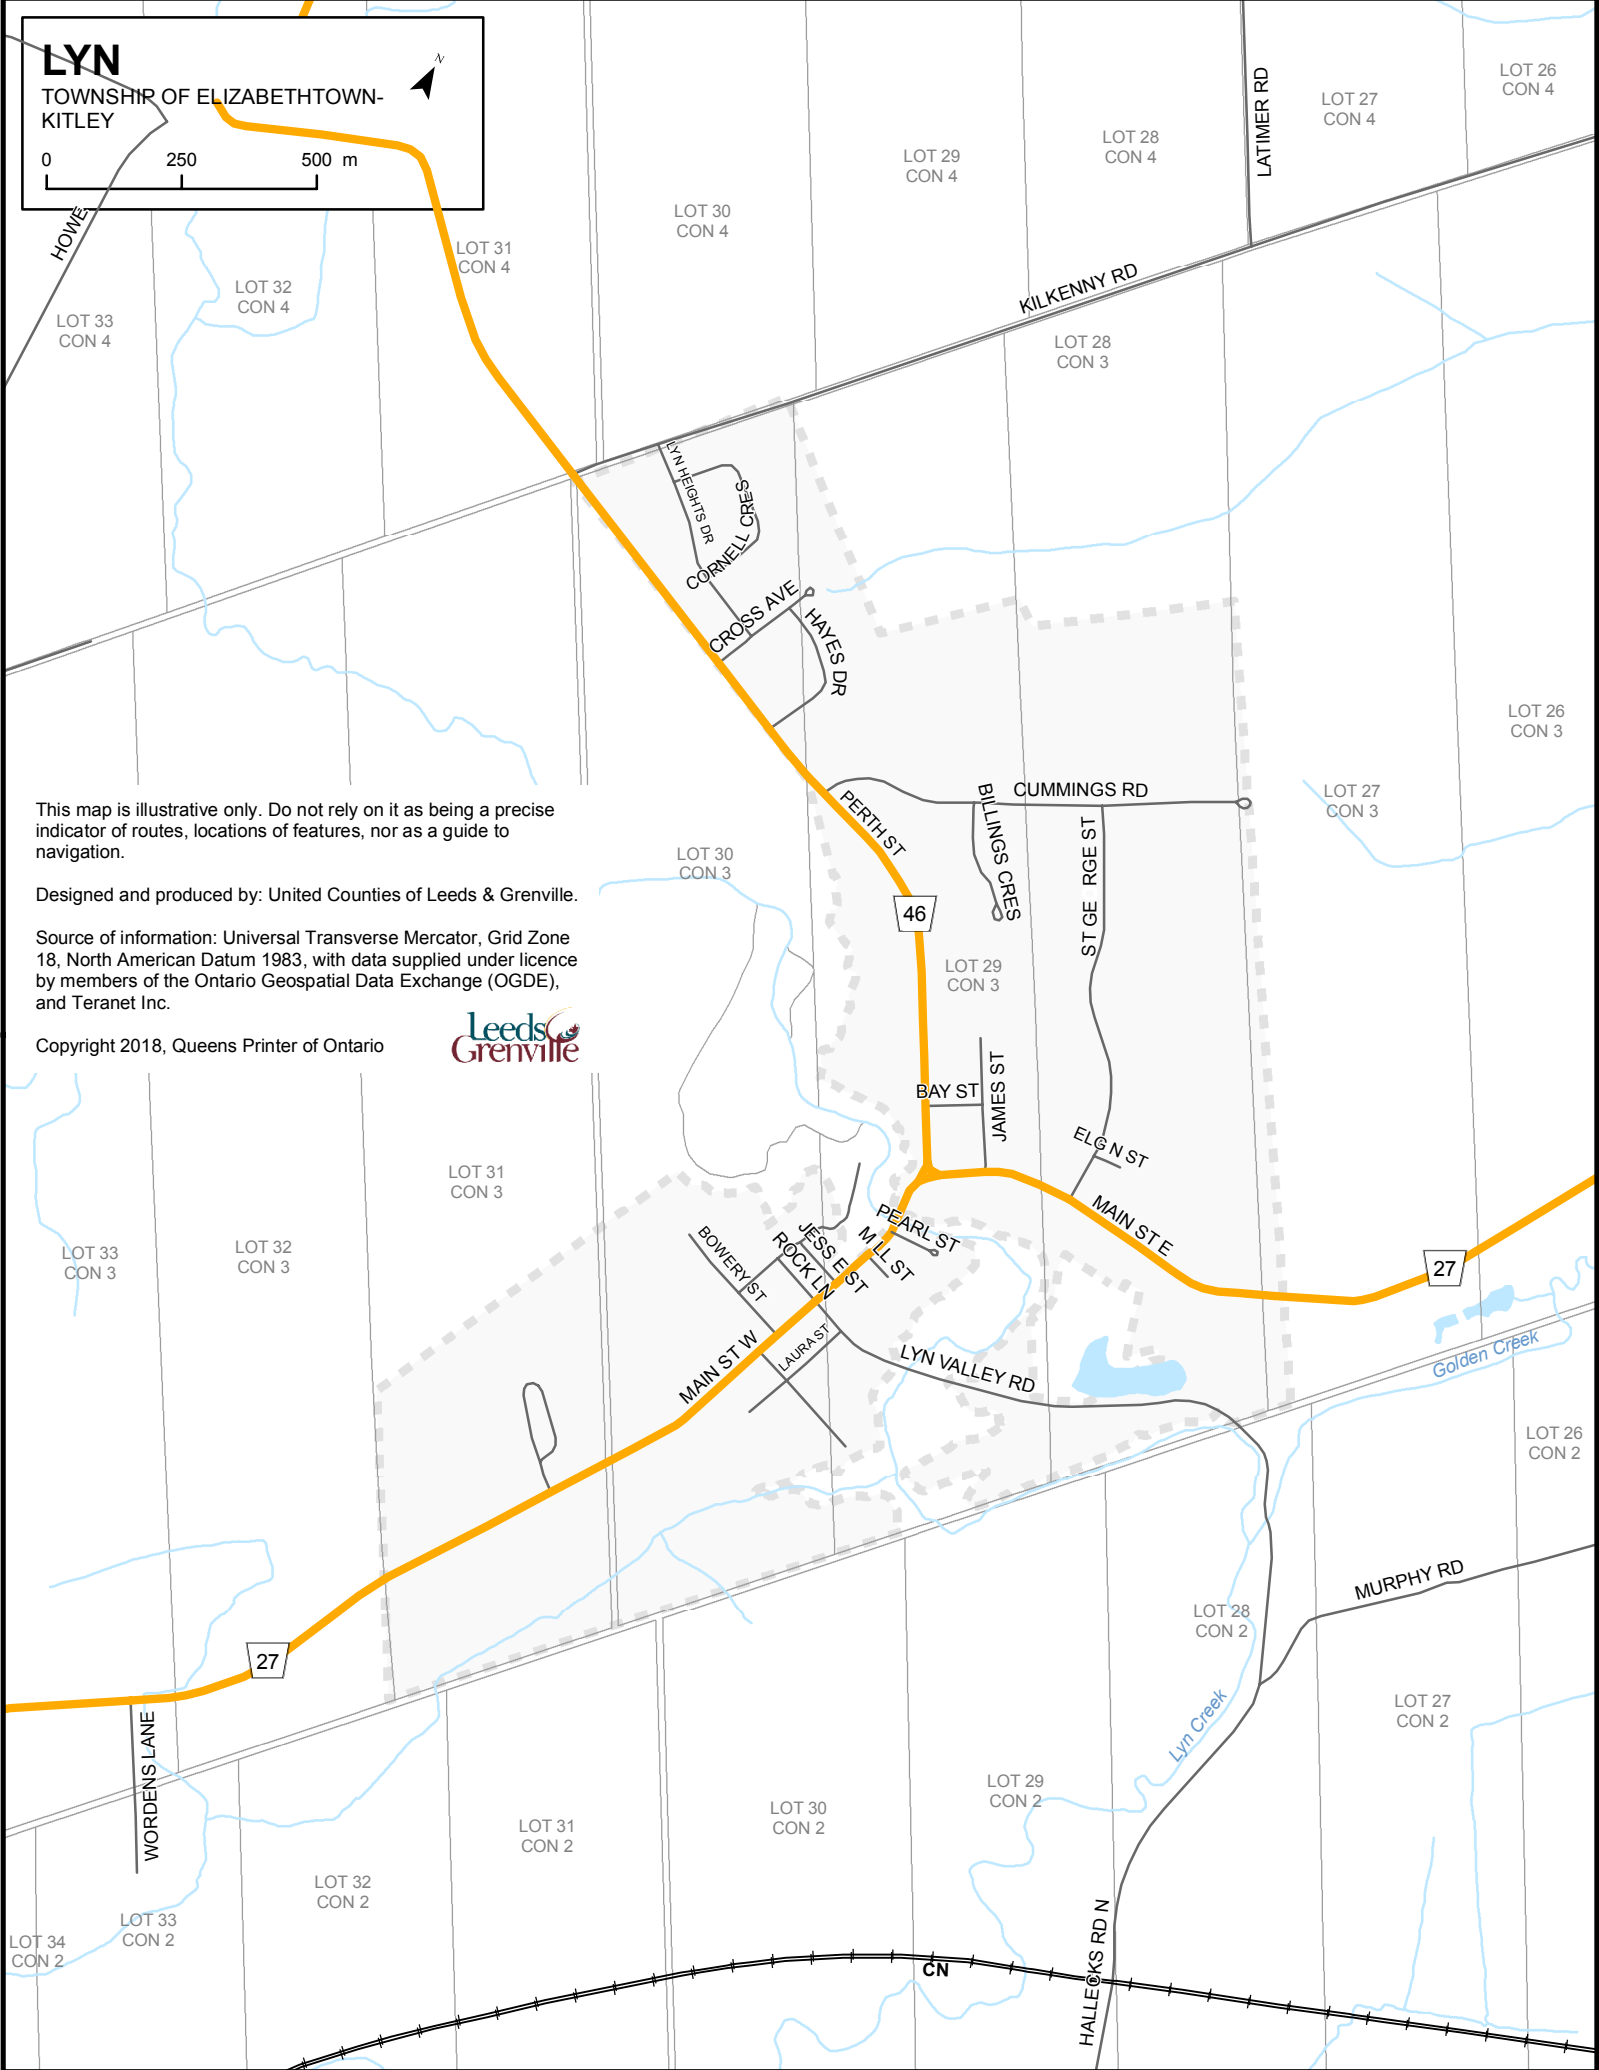 LYN
TOWNSHIP OF ELIZABETHTOWN-
KITLEY
N
0 250 500 m
HOWE
LATIMER RD
LOT 26
CON 4
LOT 27
CON 4
LOT 28
CON 4
LOT 29
CON 4
LOT 30
CON 4
LOT 31
CON 4
LOT 32
CON 4
LOT 33
CON 4
KILKENNY RD
LOT 28
CON 3
LYN HEIGHTS DR
CORNELL CRES
CROSS AVE
HAYES DR
LOT 26
CON 3
LOT 27
CON 3
CUMMINGS RD
BILLINGS CRES
ST GE RGE ST
PERTH ST
46
This map is illustrative only. Do not rely on it as being a precise
indicator of routes, locations of features, nor as a guide to
navigation.
Designed and produced by: United Counties of Leeds & Grenville.
Source of information: Universal Transverse Mercator, Grid Zone
18, North American Datum 1983, with data supplied under licence
by members of the Ontario Geospatial Data Exchange (OGDE),
and Teranet Inc.
Copyright 2018, Queens Printer of Ontario
Leeds
Grenville
LOT 30
CON 3
LOT 29
CON 3
BAY ST
JAMES ST
ELG N ST
MAIN ST E
27
LOT 31
CON 3
LOT 32
CON 3
LOT 33
CON 3
PEARL ST
M LL ST
JESS E ST
ROCK LN
BOWERY ST
LAURA ST
MAIN ST W
LYN VALLEY RD
Golden Creek
LOT 26
CON 2
MURPHY RD
LOT 28
CON 2
27
WORDENS LANE
Lyn Creek
LOT 27
CON 2
LOT 29
CON 2
LOT 30
CON 2
LOT 31
CON 2
LOT 32
CON 2
LOT 33
CON 2
LOT 34
CON 2
HALLECKS RD N
CN